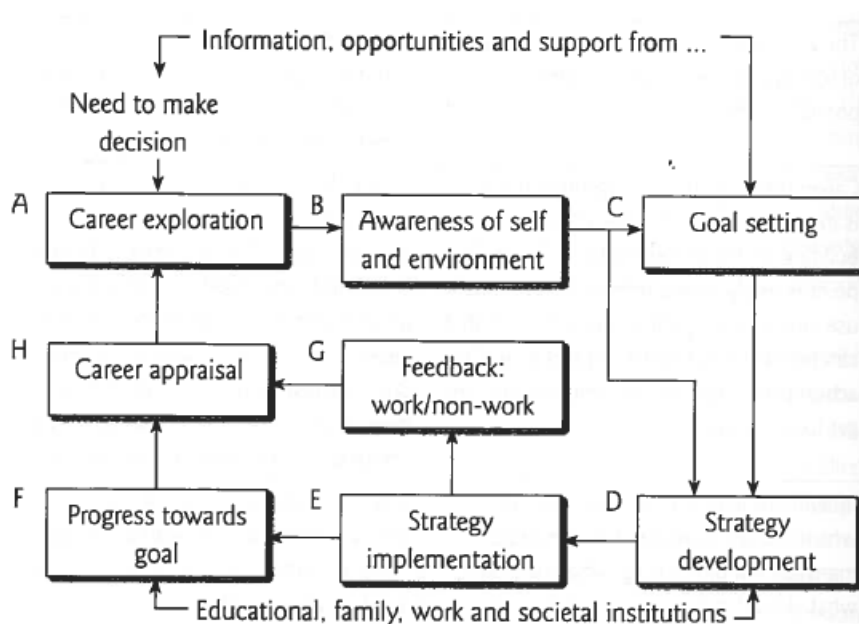 Information, opportunities and support from ...
Need to make
decision
A
Career exploration
B
Awareness of self
and environment
C
Goal setting
H
Career appraisal
G
Feedback:
work/non-work
F
Progress towards
goal
E
Strategy
implementation
D
Strategy
development
Educational, family, work and societal institutions